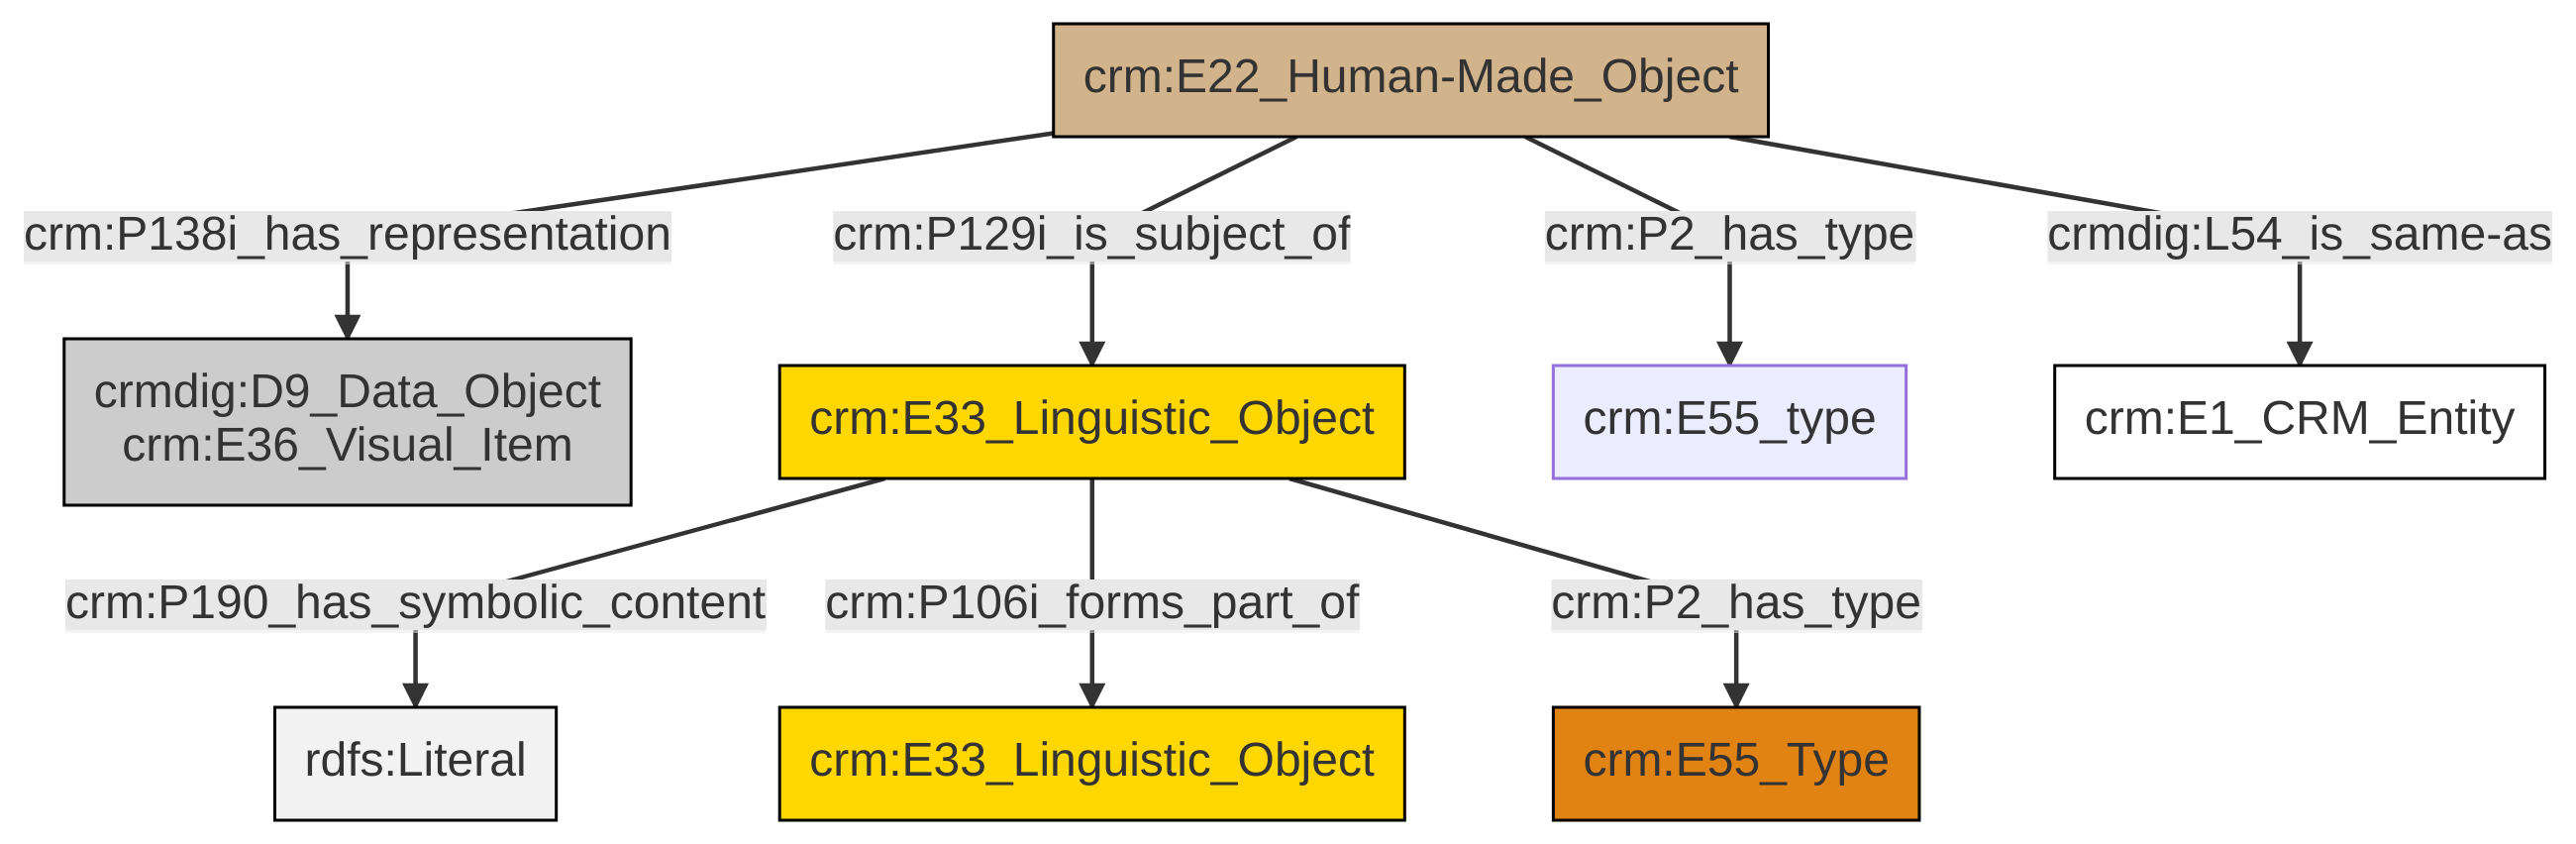 crm:E22_Human-Made_Object
crm:P138i_has_representation
crm:P129i_is_subject_of
crm:P2_has_type
crmdig:L54_is_same-as
crmdig:D9_Data_Object
crm:E36_Visual_Item
crm:E33_Linguistic_Object
crm:E55_type
crm:E1_CRM_Entity
crm:P190_has_symbolic_content
crm:P106i_forms_part_of
crm:P2_has_type
rdfs:Literal
crm:E33_Linguistic_Object
crm:E55_Type